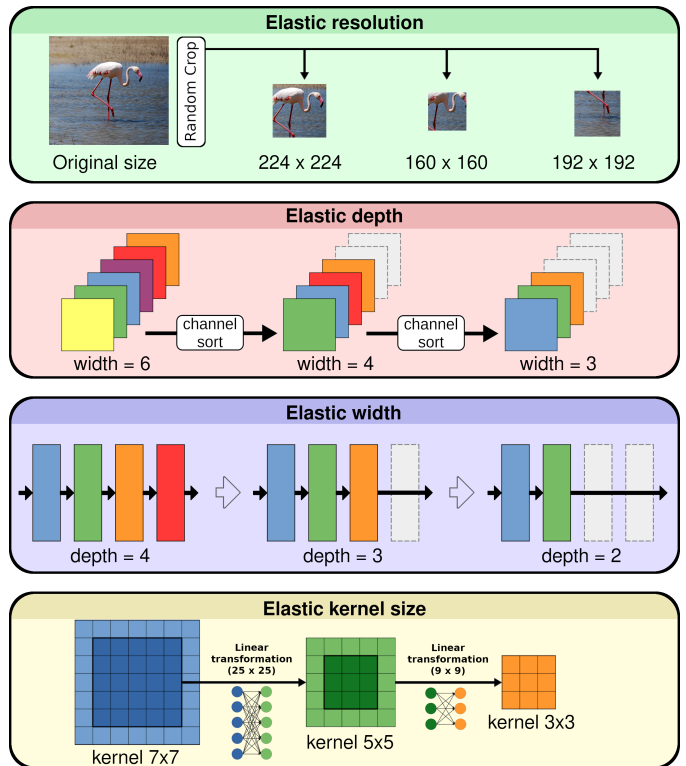 Elastic resolution
Random Crop
Original size
224 x 224
160 x 160
192 x 192
Elastic depth
channel
sort
channel
sort
width = 6
width = 4
width = 3
Elastic width
depth = 4
depth = 3
depth = 2
Elastic kernel size
Linear
transformation
(25 x 25)
Linear
transformation
(9 x 9)
kernel 7x7
kernel 5x5
kernel 3x3